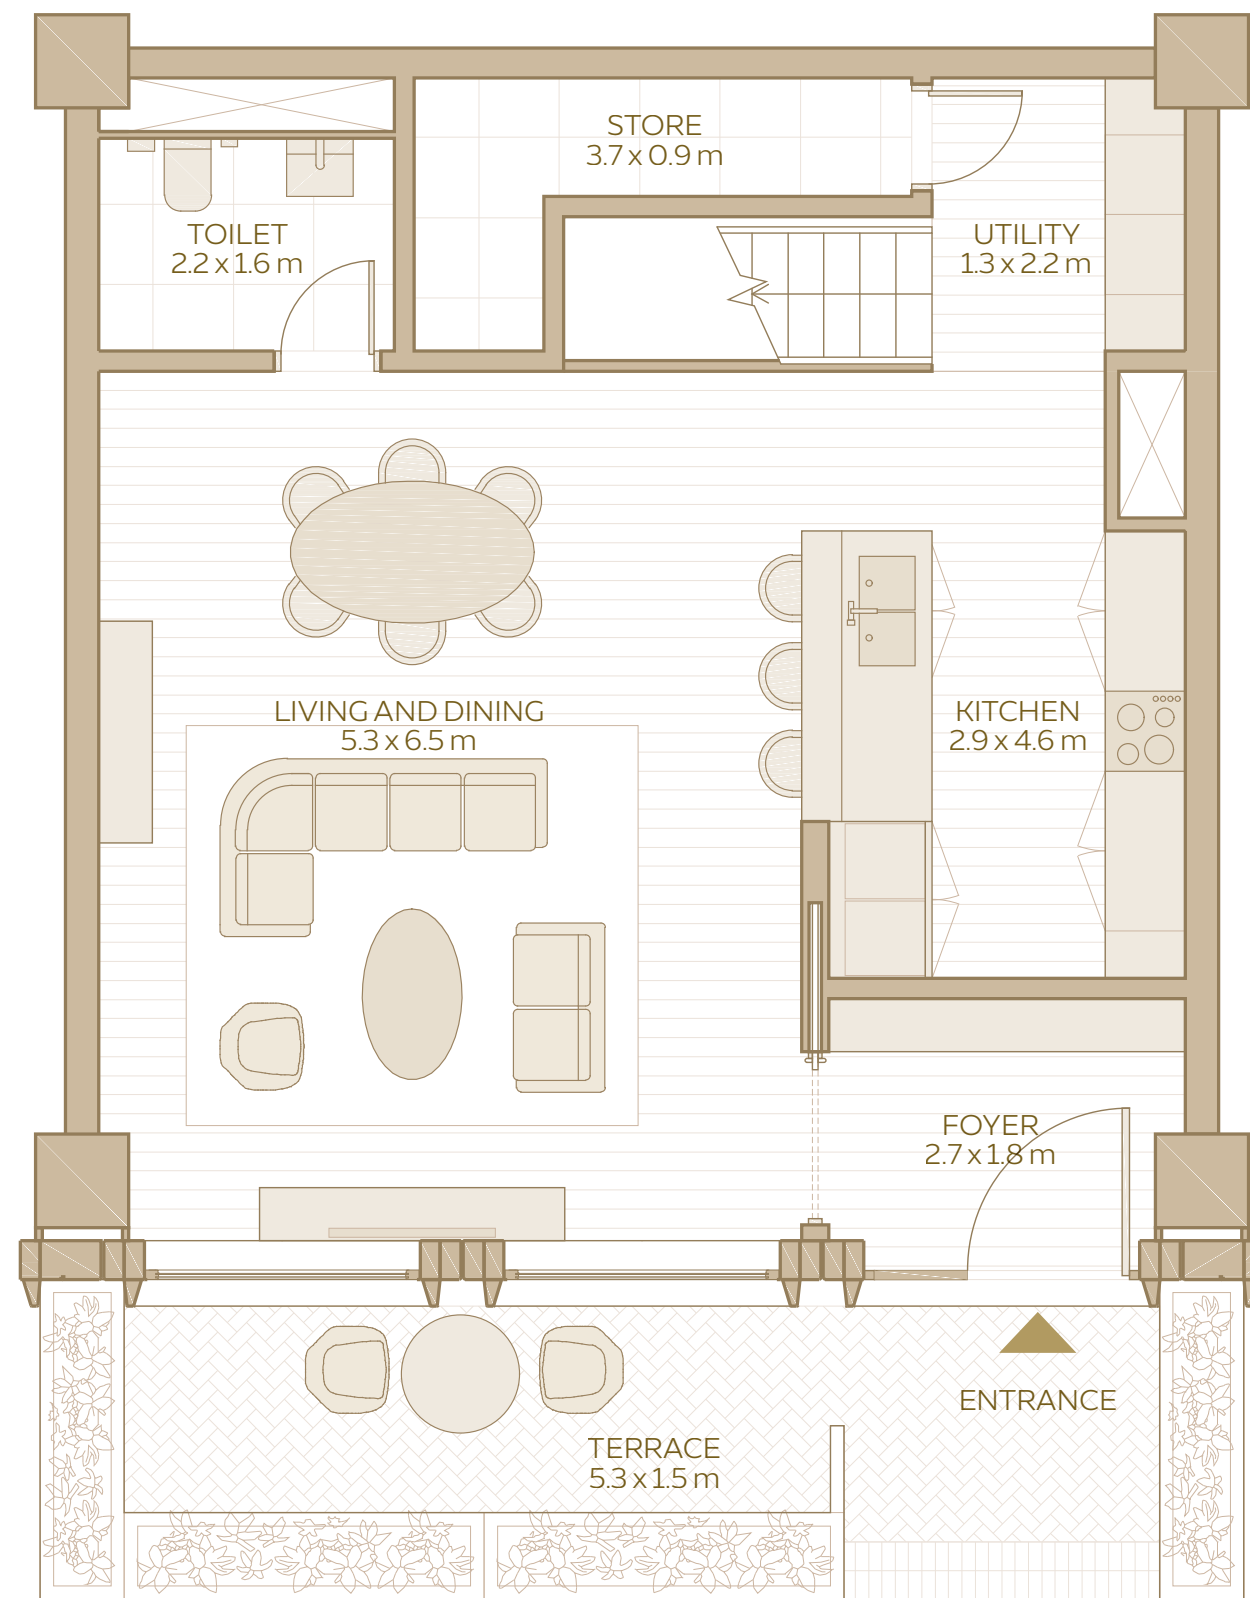 STORE
3.7 x 0.9 m
TOILET
2.2 x 1.6 m
UTILITY
1.3 x 2.2 m
LIVING AND DINING
5.3 x 6.5 m
KITCHEN
2.9 x 4.6 m
FOYER
2.7 x 1.8 m
ENTRANCE
TERRACE
5.3 x 1.5 m